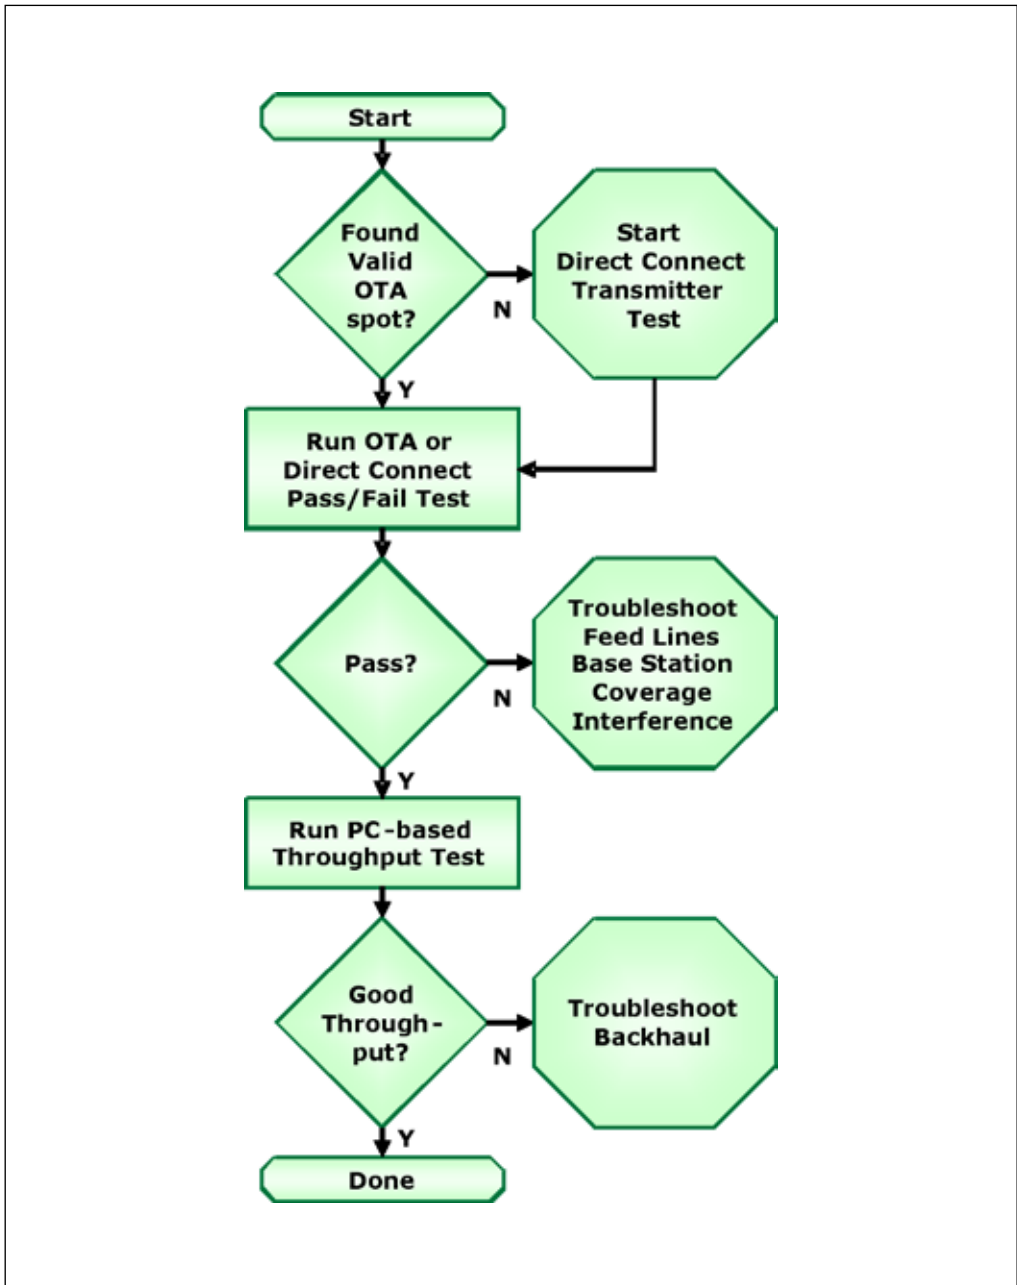 Start
Found
Valid
OTA
spot?
N
Start
Direct Connect
Transmitter
Test
Y
Run OTA or
Direct Connect
Pass/Fail Test
Pass?
N
Troubleshoot
Feed Lines
Base Station
Coverage
Interference
Y
Run PC-based
Throughput Test
Good
Through-
put?
N
Troubleshoot
Backhaul
Y
Done